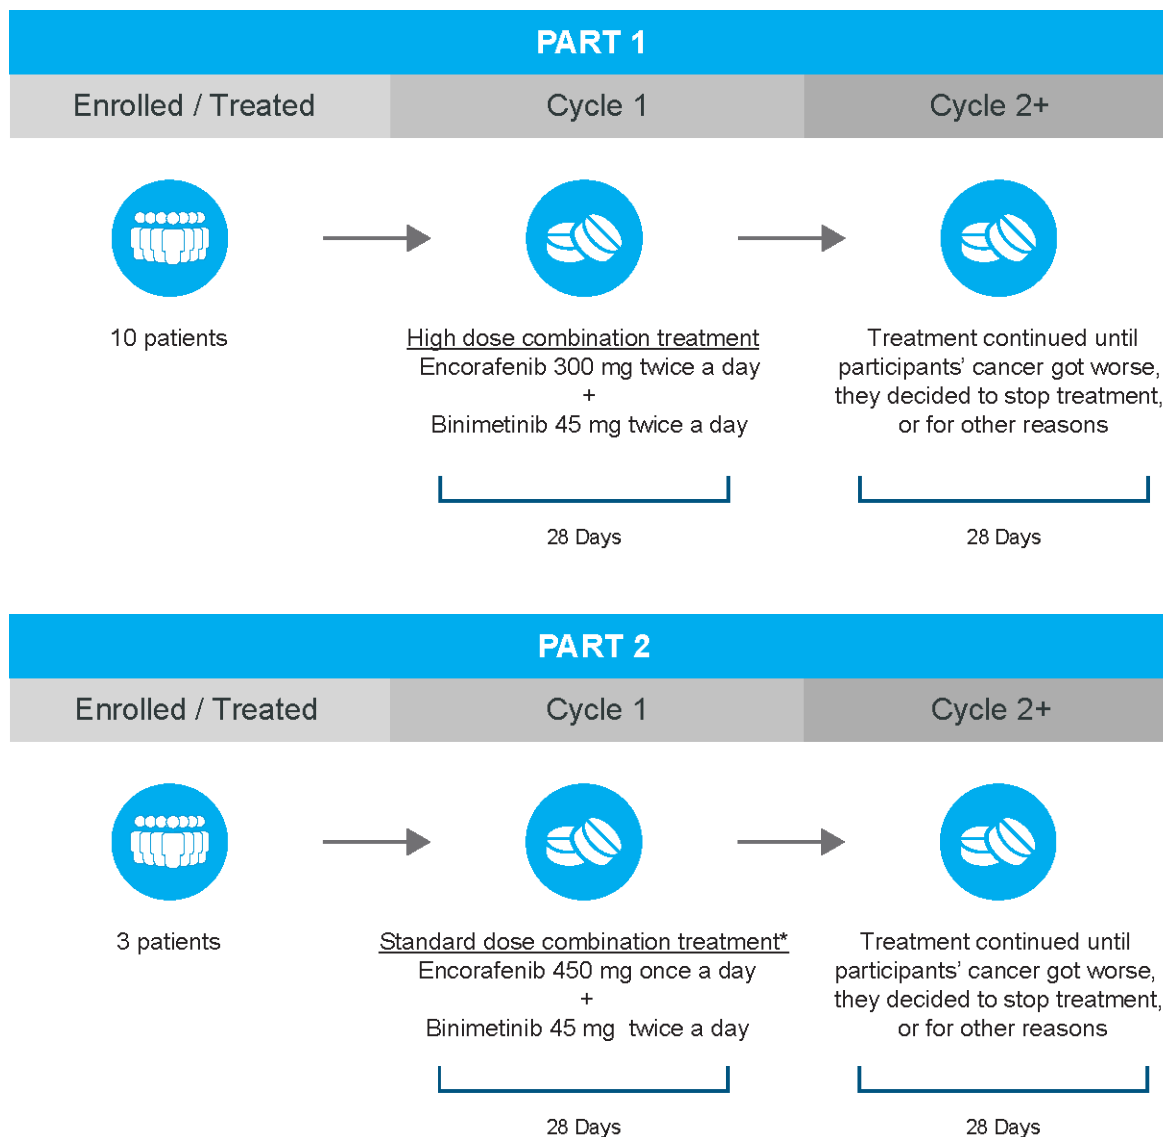 PART 1
Enrolled / Treated
Cycle 1
Cycle 2+
10 patients
High dose combination treatment
Encorafenib 300 mg twice a day
+
Binimetinib 45 mg twice a day
Treatment continued until
participants’ cancer got worse,
they decided to stop treatment,
or for other reasons
28 Days
28 Days
PART 2
Enrolled / Treated
Cycle 1
Cycle 2+
3 patients
Standard dose combination treatment*
Encorafenib 450 mg once a day
+
Binimetinib 45 mg  twice a day
Treatment continued until
participants’ cancer got worse,
they decided to stop treatment,
or for other reasons
28 Days
28 Days